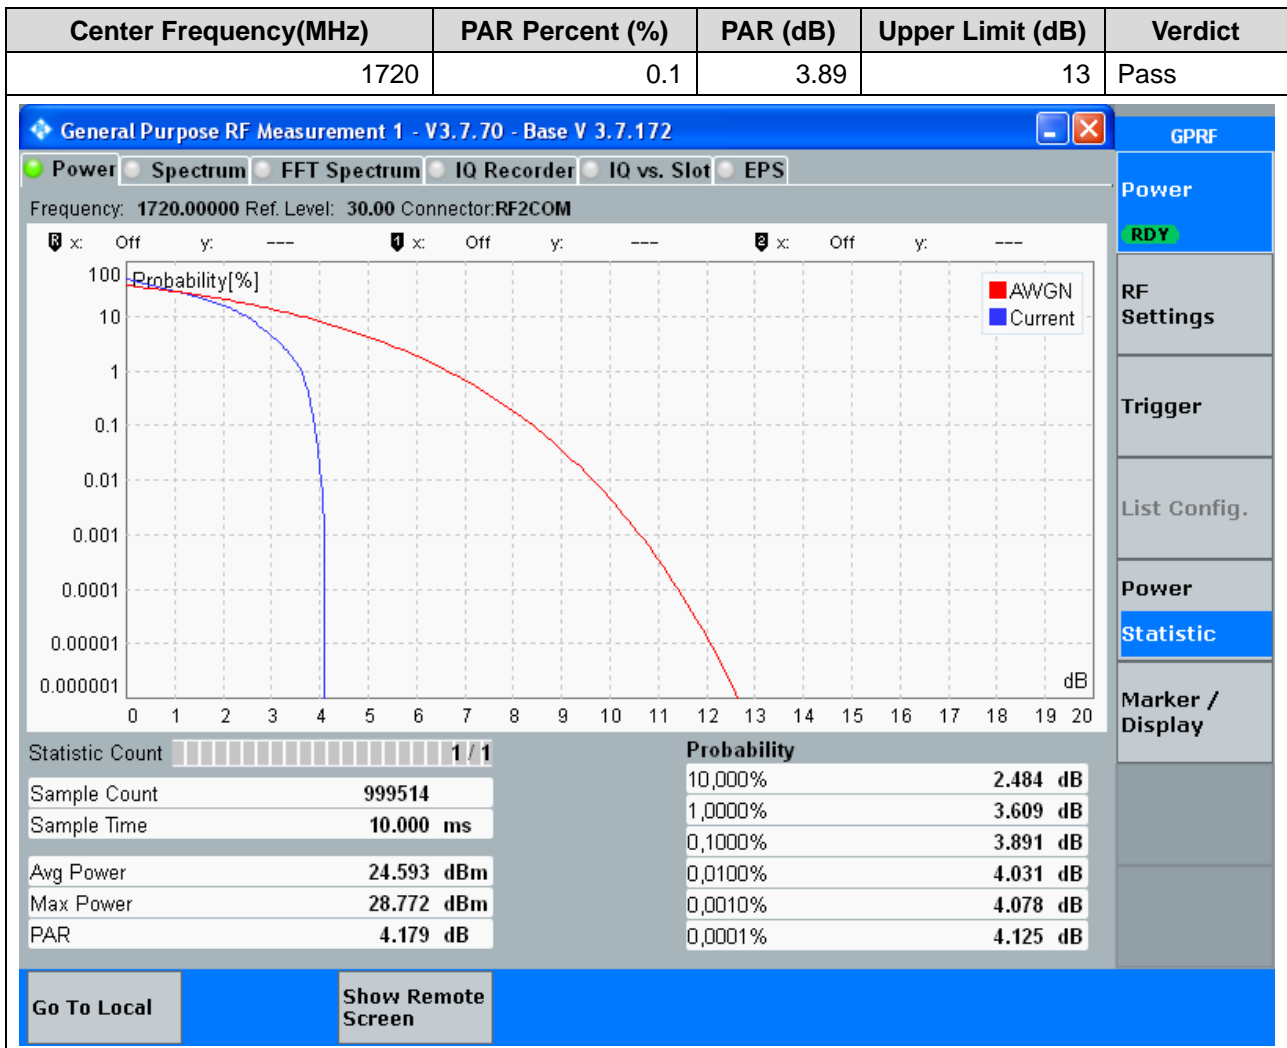 Center Frequency(MHz) PAR Percent (%) PAR (dB) Upper Limit (dB) Verdict
1720 0.1 3.89 13 Pass
General Purpose RF Measurement 1 - V3.7.70 - Base V 3.7.172
GPRF
Power Spectrum FFT Spectrum IQ Recorder IQ vs. Slot EPS
Frequency: 1720.00000 Ref. Level: 30.00 Connector:RF2COM
R x: Off y: --- 1 x: Off y: --- 2 x: Off y: ---
Probability[%]
100
10
1
0.1
0.01
0.001
0.0001
0.00001
0.000001
AWGN
Current
dB
0 1 2 3 4 5 6 7 8 9 10 11 12 13 14 15 16 17 18 19 20
Statistic Count 1 / 1
Sample Count 999514
Sample Time 10.000 ms
Avg Power 24.593 dBm
Max Power 28.772 dBm
PAR 4.179 dB
Probability
10,000% 2.484 dB
1,0000% 3.609 dB
0,1000% 3.891 dB
0,0100% 4.031 dB
0,0010% 4.078 dB
0,0001% 4.125 dB
Power
RDY
RF
Settings
Trigger
List Config.
Power
Statistic
Marker /
Display
Go To Local
Show Remote
Screen